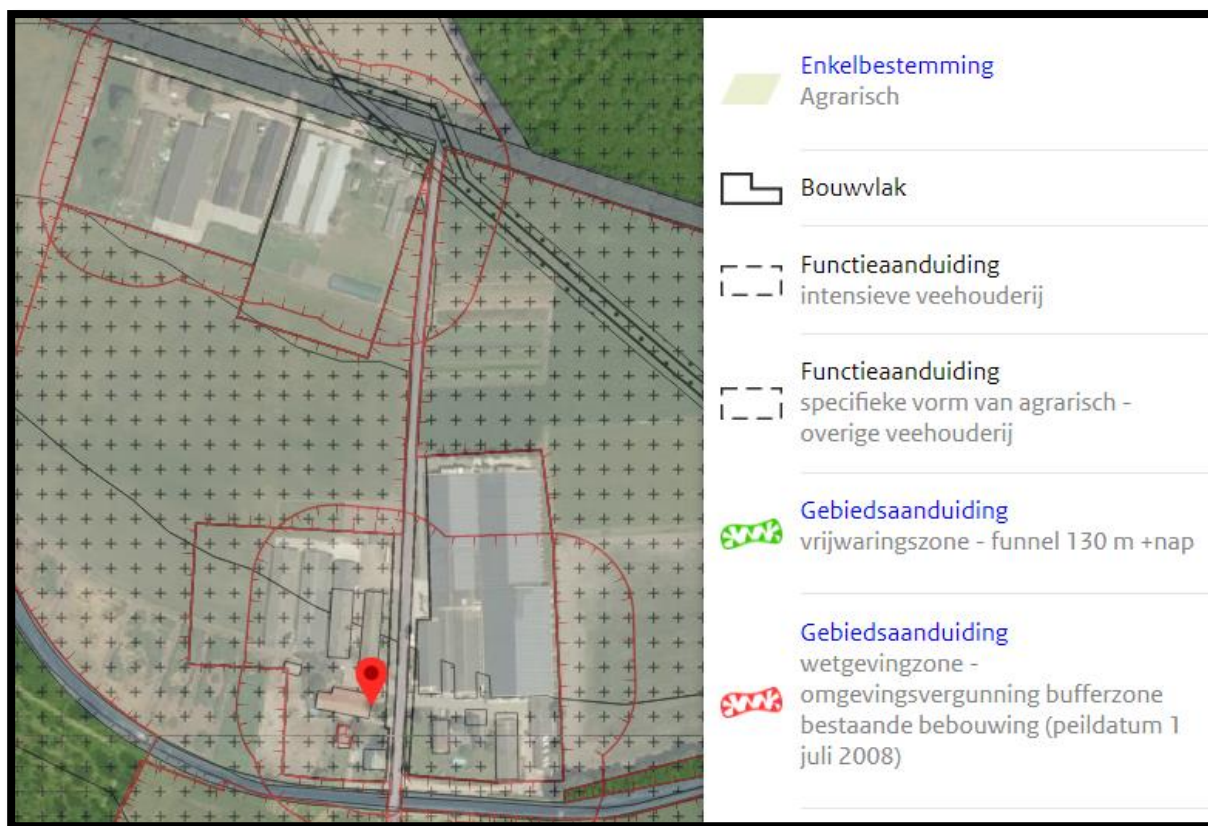 Enkelbestemming
Agrarisch
Bouwvlak
Functieaanduiding
intensieve veehouderij
Functieaanduiding
specifieke vorm van agrarisch -
overige veehouderij
Gebiedsaanduiding
vrijwaringszone - funnel 130 m +nap
Gebiedsaanduiding
wetgevingzone -
omgevingsvergunning bufferzone
bestaande bebouwing (peildatum 1
juli 2008)